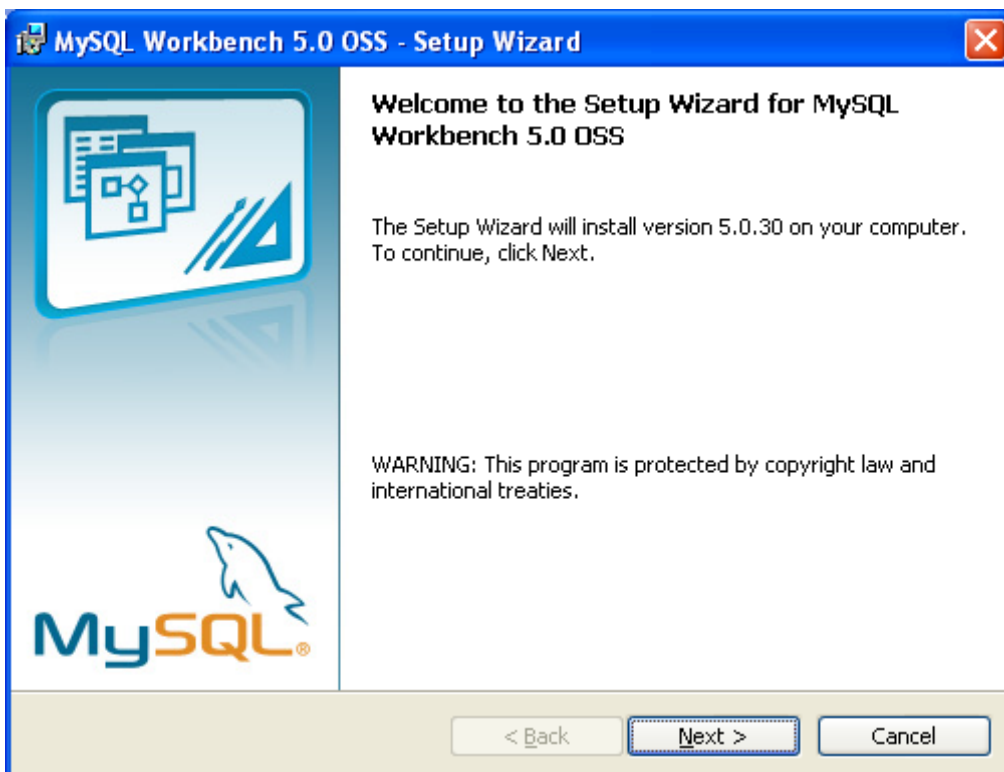 MySQL Workbench 5.0 OSS - Setup Wizard
Welcome to the Setup Wizard for MySQL
Workbench 5.0 OSS
The Setup Wizard will install version 5.0.30 on your computer.
To continue, click Next.
WARNING: This program is protected by copyright law and
international treaties.
MySQL®
< Back Next > Cancel